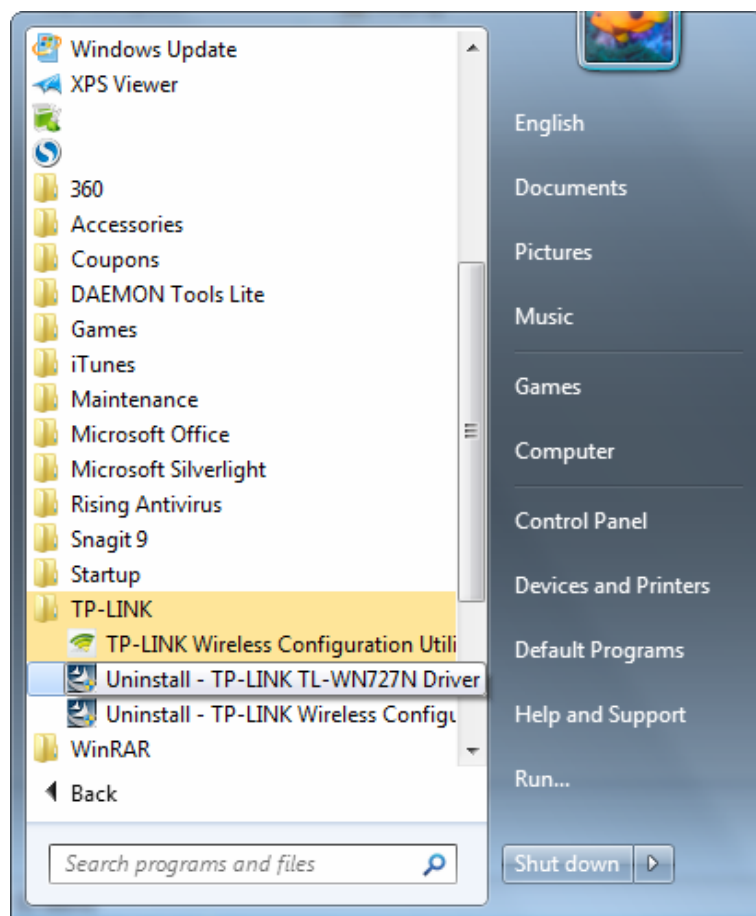 Windows Update
XPS Viewer
360
Accessories
Coupons
DAEMON Tools Lite
Games
iTunes
Maintenance
Microsoft Office
Microsoft Silverlight
Rising Antivirus
Snagit 9
Startup
TP-LINK
TP-LINK Wireless Configuration Utili
Uninstall - TP-LINK TL-WN727N Driver
Uninstall - TP-LINK Wireless Configu
WinRAR
Back
Search programs and files
English
Documents
Pictures
Music
Games
Computer
Control Panel
Devices and Printers
Default Programs
Help and Support
Run...
Shut down